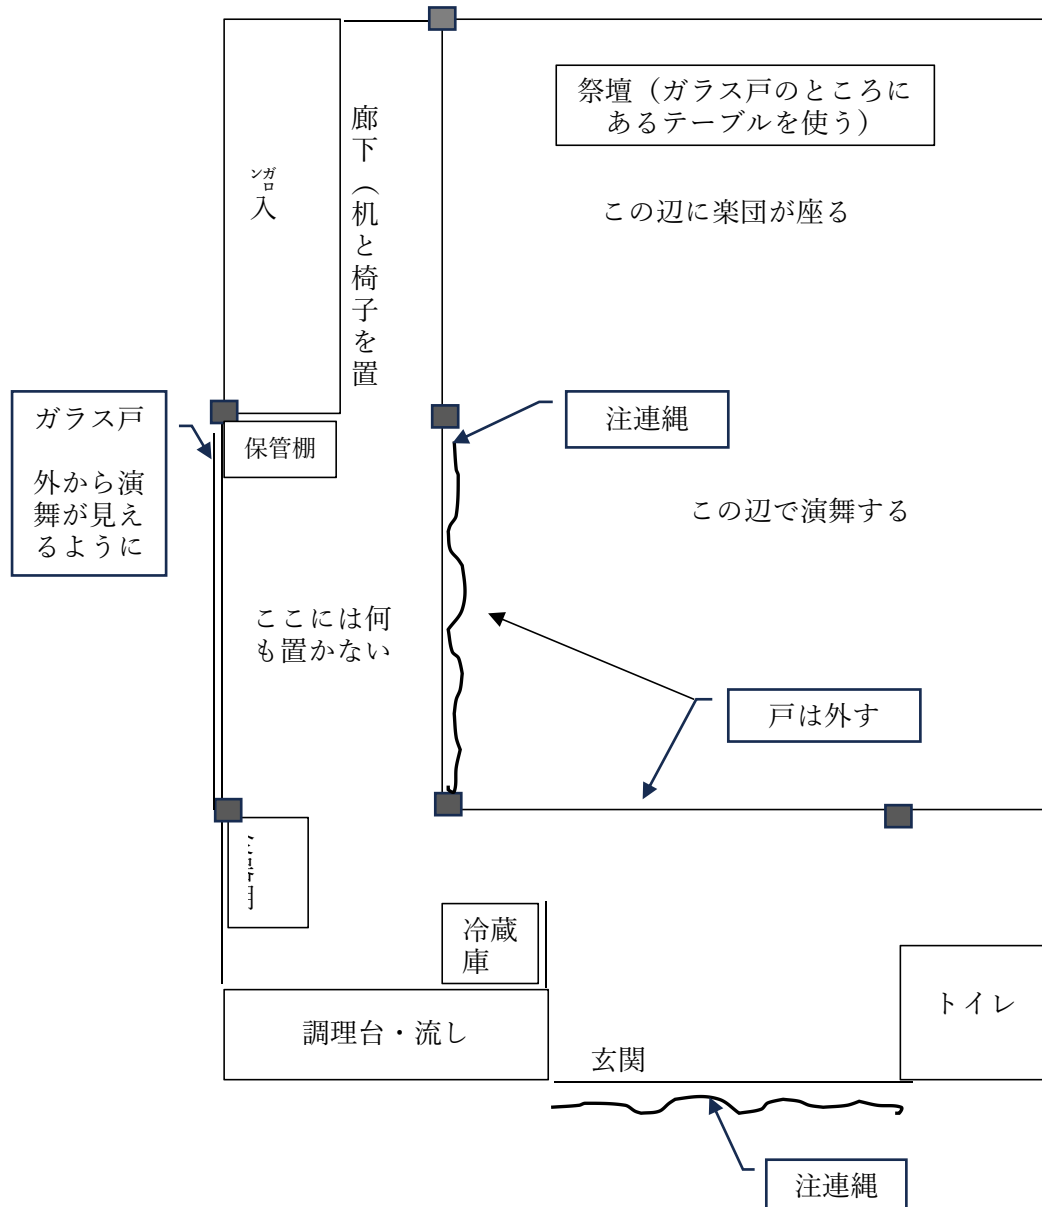 祭壇（ガラス戸のところに
あるテーブルを使う）
廊下（机と椅子を置
ガロン
入
この辺に楽団が座る
ガラス戸
外から演
舞が見え
るように
注連縄
保管棚
この辺で演舞する
ここには何
も置かない
戸は外す
冷蔵
庫
トイレ
調理台・流し
玄関
注連縄